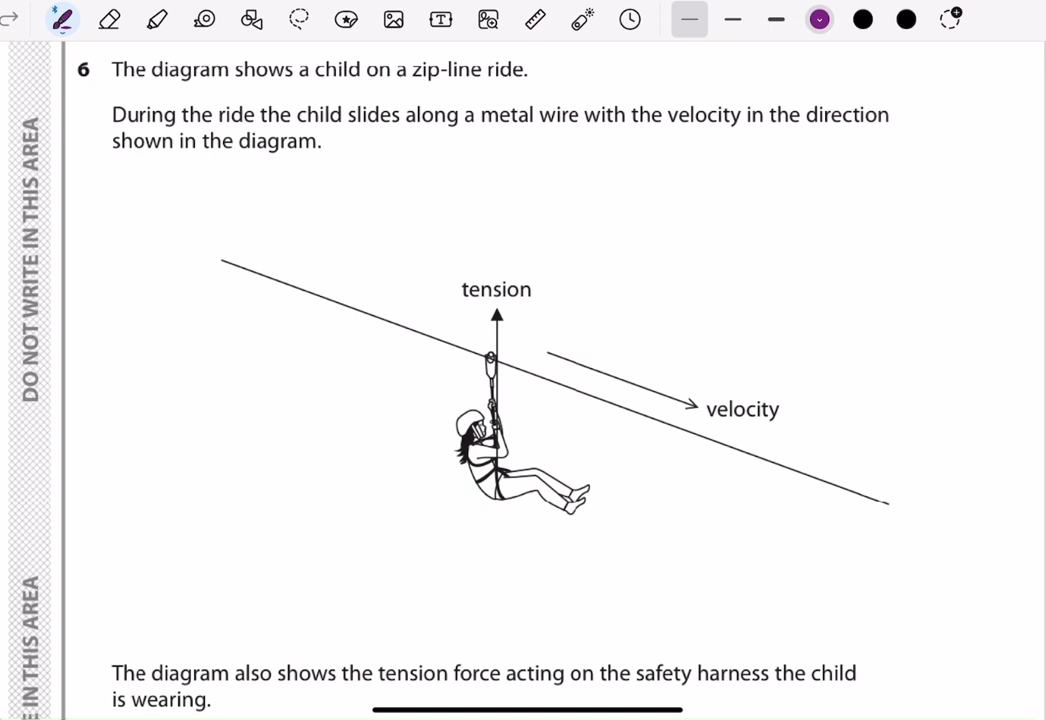 DO NOT WRITE IN THIS AREA
E IN THIS AREA
6 The diagram shows a child on a zip-line ride.
During the ride the child slides along a metal wire with the velocity in the direction
shown in the diagram.
tension
velocity
The diagram also shows the tension force acting on the safety harness the child
is wearing.